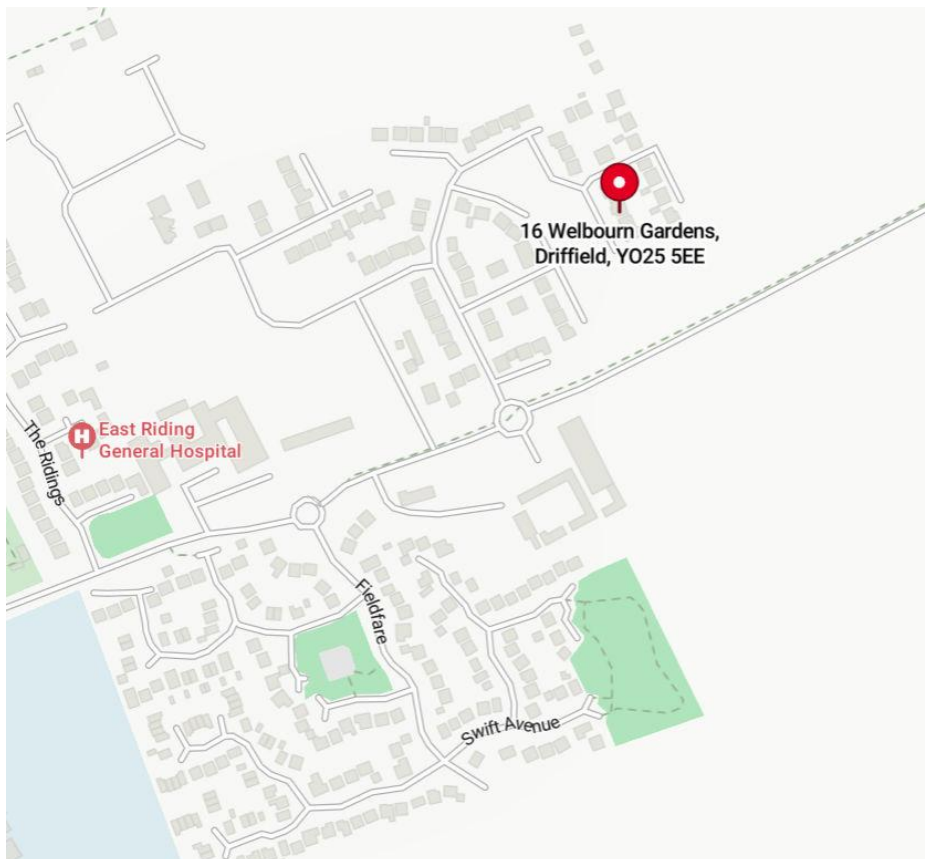 16 Welbourn Gardens,
Driffield, YO25 5EE
H
East Riding
General Hospital
The Ridings
Fieldfare
Swift Avenue